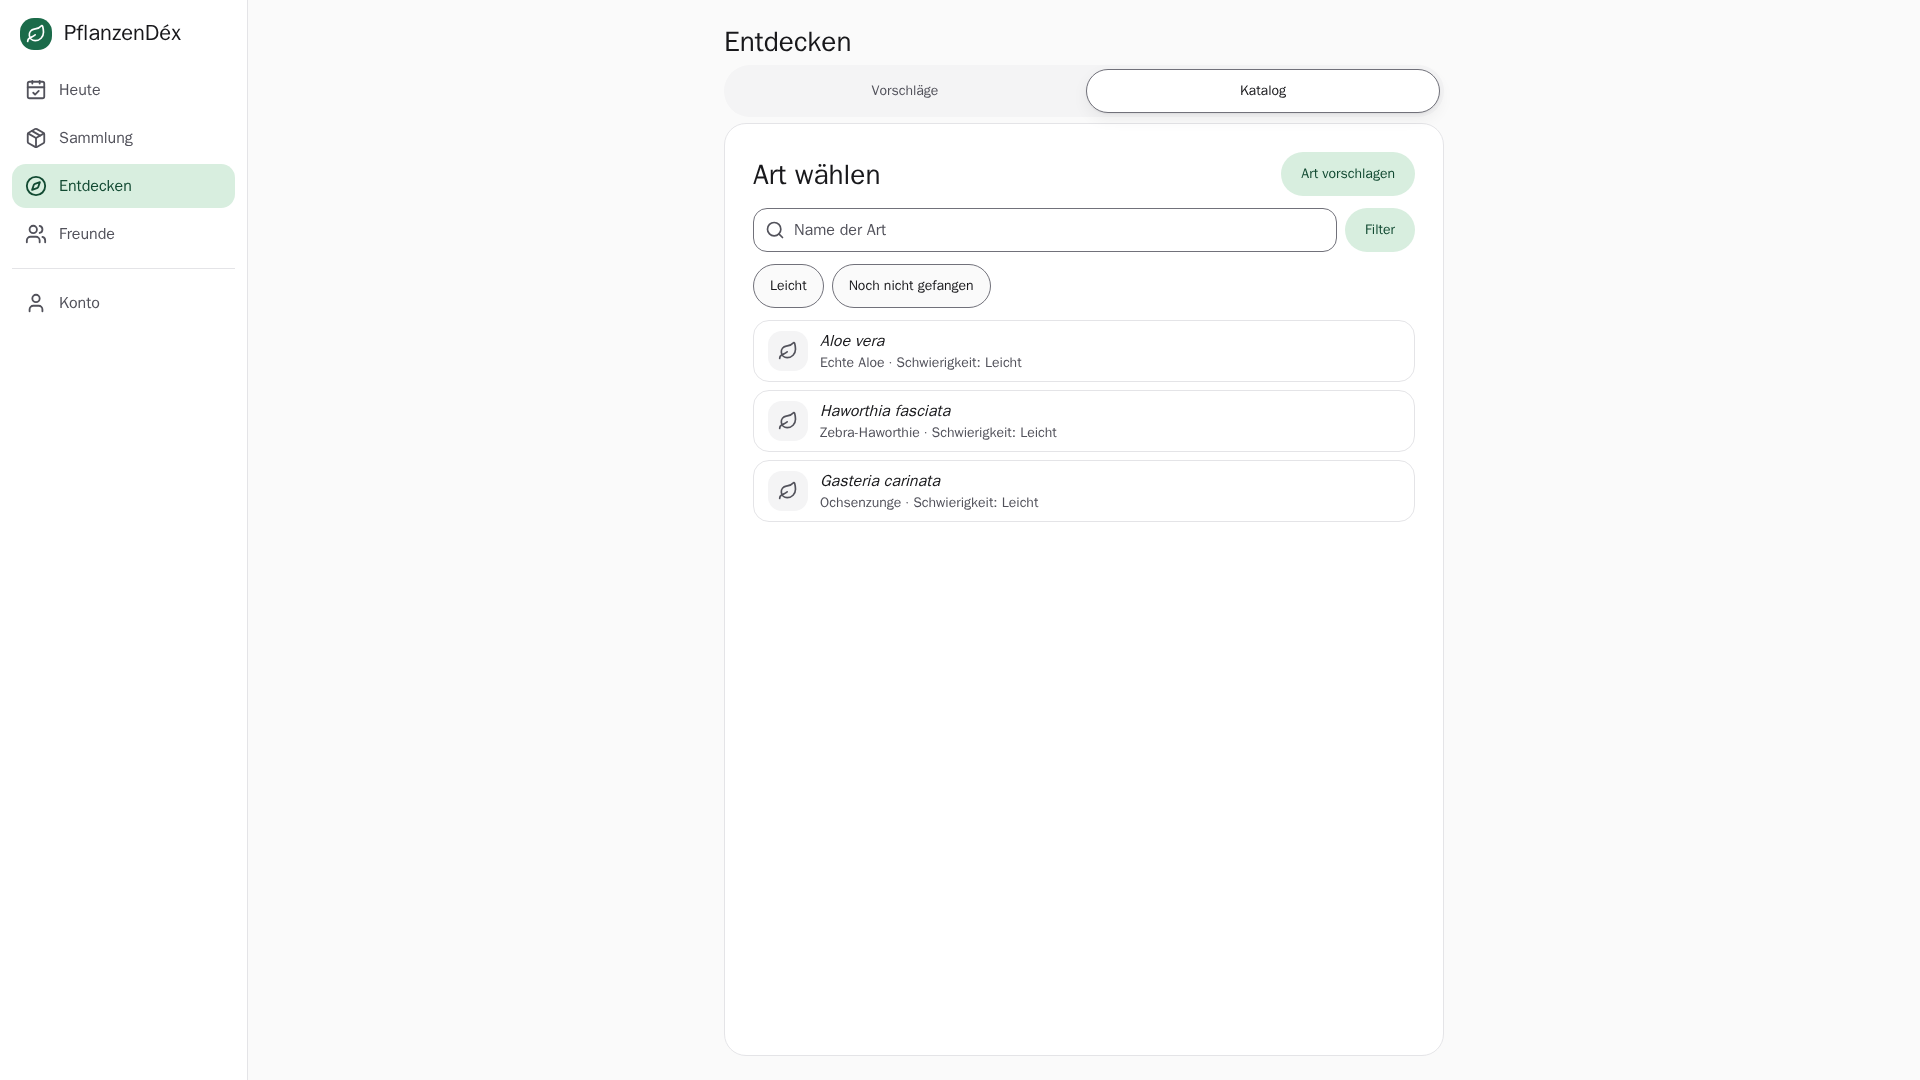 PflanzenDéx
Heute
Sammlung
Entdecken
Freunde
Konto
Entdecken
Vorschläge
Katalog
Art wählen
Art vorschlagen
Name der Art
Filter
Leicht
Noch nicht gefangen
Aloe vera
Echte Aloe · Schwierigkeit: Leicht
Haworthia fasciata
Zebra-Haworthie · Schwierigkeit: Leicht
Gasteria carinata
Ochsenzunge · Schwierigkeit: Leicht